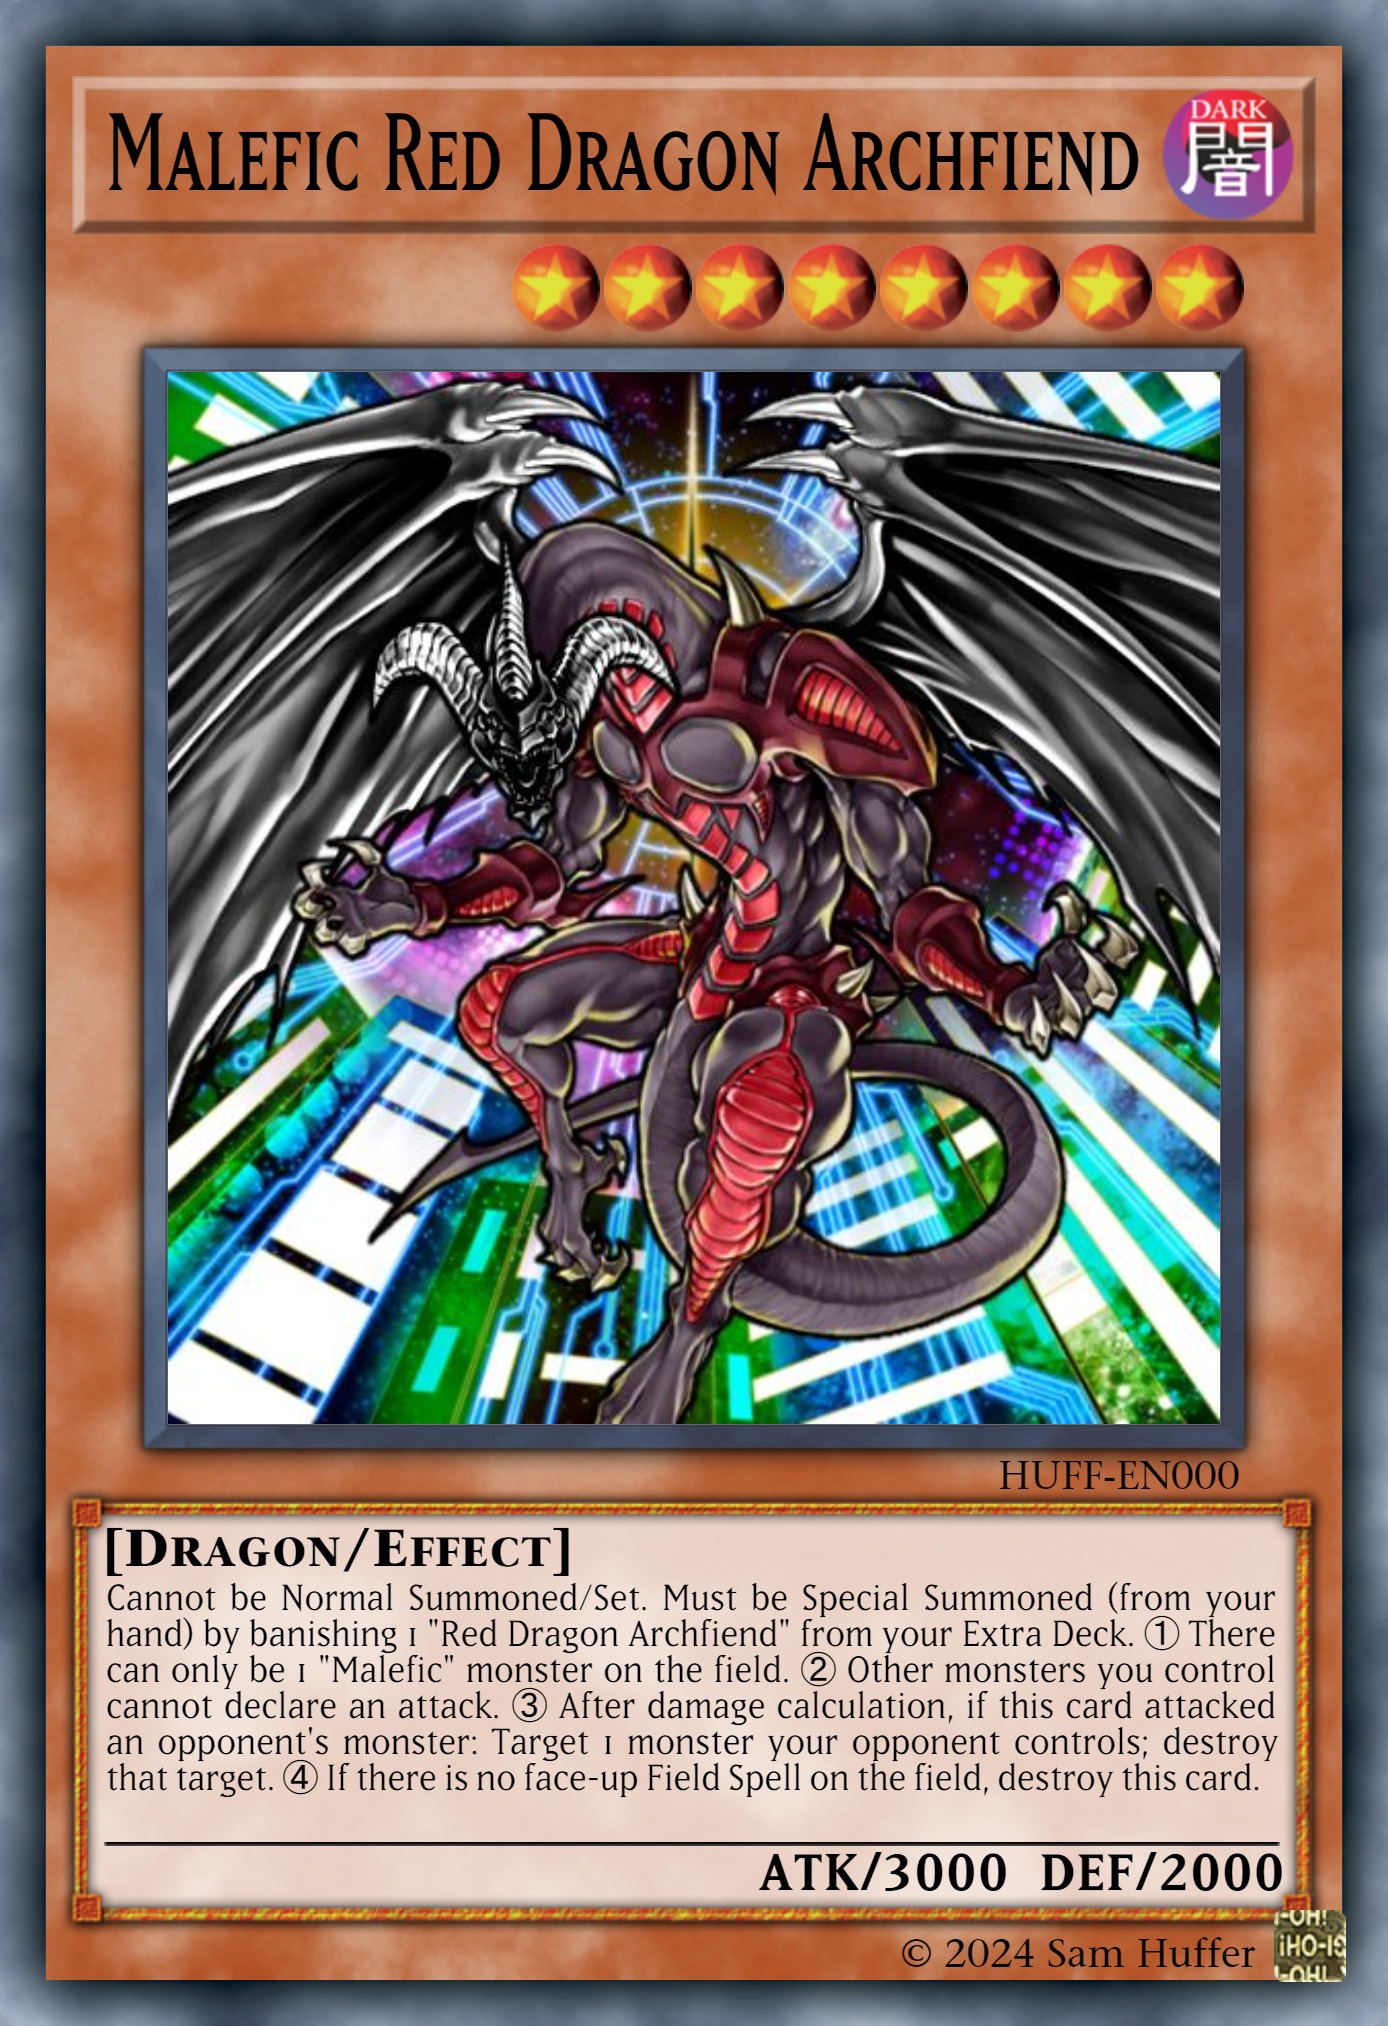 Malefic Red Dragon Archfiend
DARK
闇
HUFF-EN000
[Dragon/Effect]
Cannot be Normal Summoned/Set. Must be Special Summoned (from your
hand) by banishing 1 "Red Dragon Archfiend" from your Extra Deck. ① There
can only be 1 "Malefic" monster on the field. ② Other monsters you control
cannot declare an attack. ③ After damage calculation, if this card attacked
an opponent's monster: Target 1 monster your opponent controls; destroy
that target. ④ If there is no face-up Field Spell on the field, destroy this card.
ATK/3000 DEF/2000
© 2024 Sam Huffer
-OH!